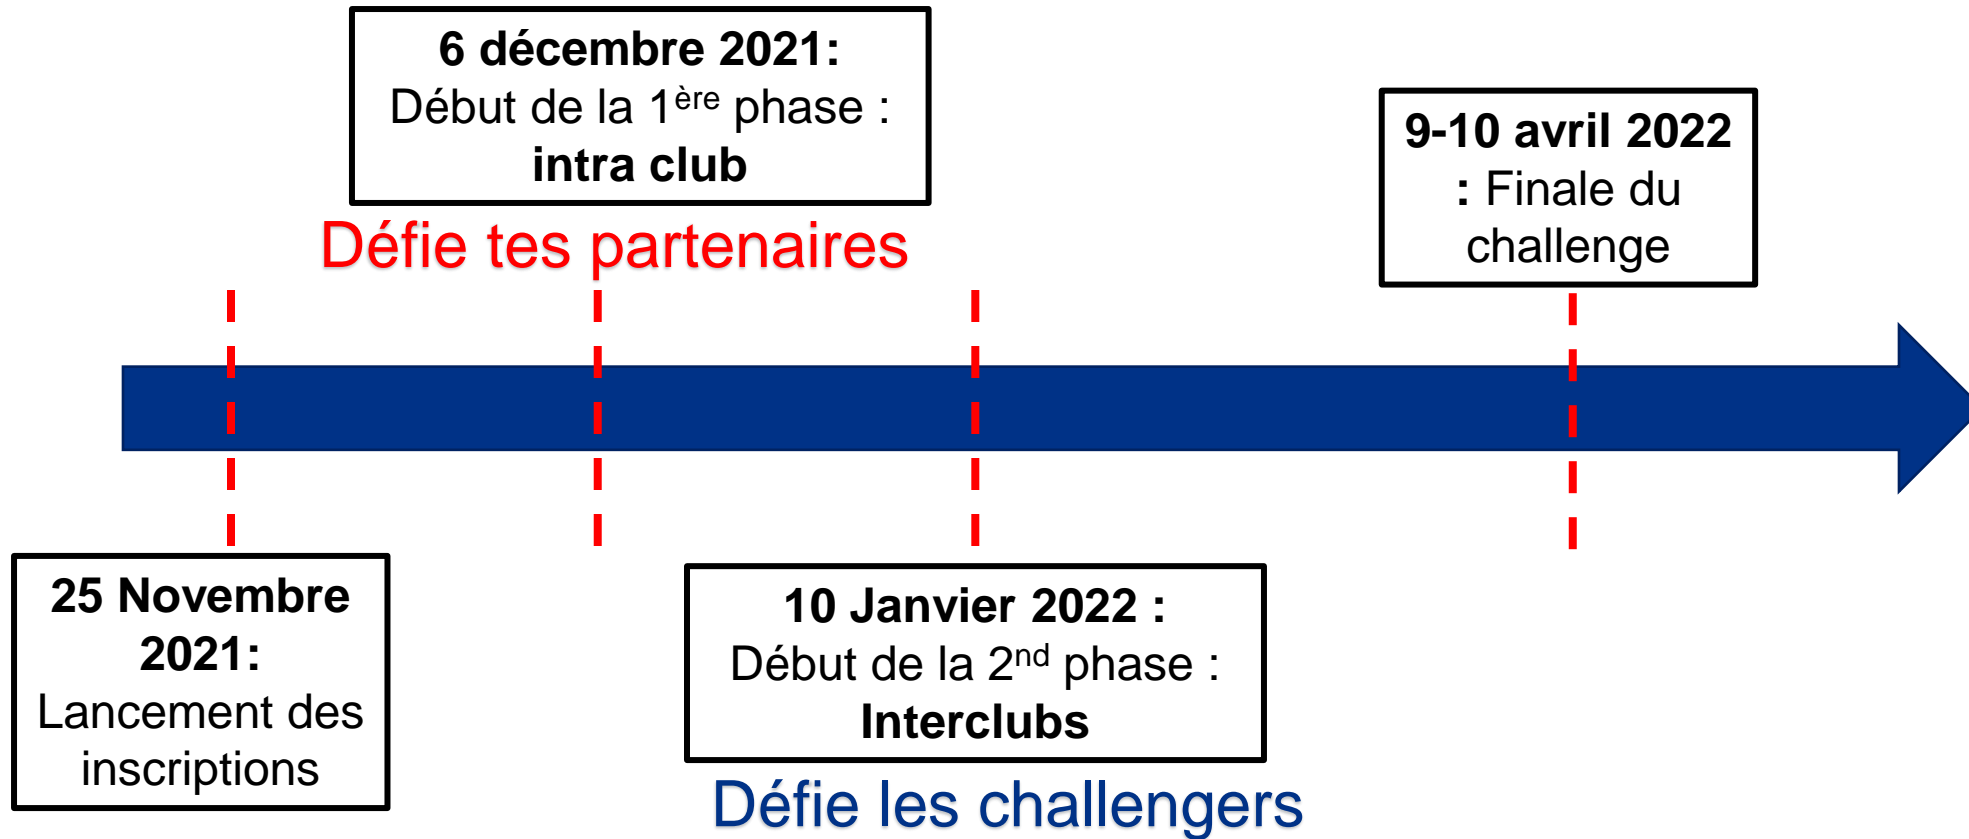 6 décembre 2021:
Début de la 1ère phase :
intra club
Défie tes partenaires
9-10 avril 2022
: Finale du
challenge
25 Novembre
2021:
Lancement des
inscriptions
10 Janvier 2022 :
Début de la 2nd phase :
Interclubs
Défie les challengers